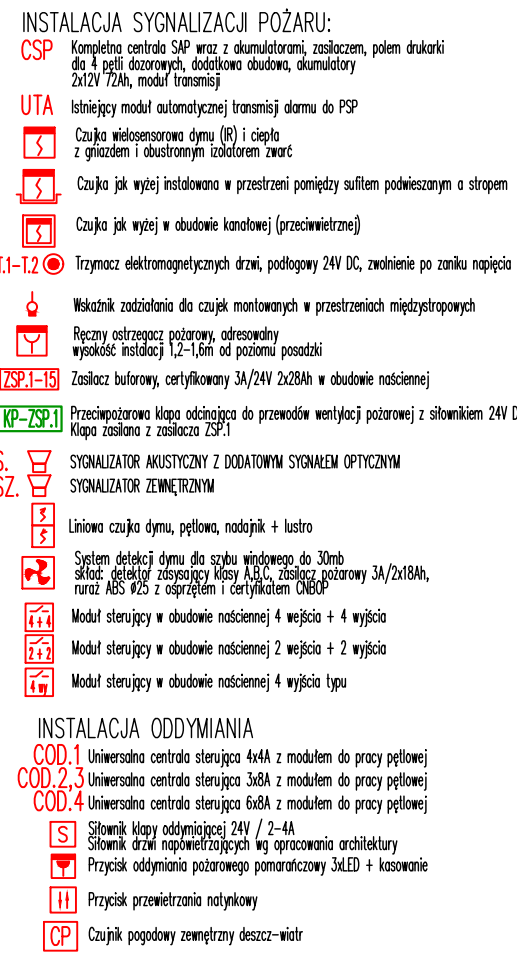 INSTALACJA SYGNALIZACJI POŻARU:
CSP Kompletna centrala SAP wraz z akumulatorami, zasilaczem, polem drukarki
dla 4 pętli dozorowych, dodatkowa obudowa, akumulatory
2x12V 72Ah, moduł transmisji
UTA Istniejący moduł automatycznej transmisji alarmu do PSP
Czujka wielosensorowa dymu (IR) i ciepła
z gniazdem i obustronnym izolatorem zwarć
Czujka jak wyżej instalowana w przestrzeni pomiędzy sufitem podwieszanym a stropem
Czujka jak wyżej w obudowie kanałowej (przeciwwietrznej)
T.1-T.2 Trzymacz elektromagnetycznych drzwi, podłogowy 24V DC, zwolnienie po zaniku napięcia
Wskaźnik zadziałania dla czujek montowanych w przestrzeniach międzystropowych
Ręczny ostrzegacz pożarowy, adresowalny
wysokość instalacji 1,2-1,6m od poziomu posadzki
ZSP.1-15 Zasilacz buforowy, certyfikowany 3A/24V 2x28Ah w obudowie naściennej
KP-ZSP.1 Przeciwpożarowa klapa odcinająca do przewodów wentylacji pożarowej z siłownikiem 24V D
Klapa zasilana z zasilacza ZSP.1
S. SYGNALIZATOR AKUSTYCZNY Z DODATOWYM SYGNAŁEM OPTYCZNYM
SZ. SYGNALIZATOR ZEWNĘTRZNYM
Liniowa czujka dymu, pętlowa, nadajnik + lustro
System detekcji dymu dla szybu windowego do 30mb
skład: detektor zasysający klasy A,B,C, zasilacz pożarowy 3A/2x18Ah,
ruraż ABS ø25 z osprzętem i certyfikatem CNBOP
4+4 Moduł sterujący w obudowie naściennej 4 wejścia + 4 wyjścia
2+2 Moduł sterujący w obudowie naściennej 2 wejścia + 2 wyjścia
4 wy Moduł sterujący w obudowie naściennej 4 wyjścia typu
INSTALACJA ODDYMIANIA
COD.1 Uniwersalna centrala sterująca 4x4A z modułem do pracy pętlowej
COD.2,3 Uniwersalna centrala sterująca 3x8A z modułem do pracy pętlowej
COD.4 Uniwersalna centrala sterująca 6x8A z modułem do pracy pętlowej
S Siłownik klapy oddymiającej 24V / 2-4A
Siłownik drzwi napowietrzających wg opracowania architektury
Przycisk oddymiania pożarowego pomarańczowy 3xLED + kasowanie
Przycisk przewietrzania natynkowy
CP Czujnik pogodowy zewnętrzny deszcz-wiatr